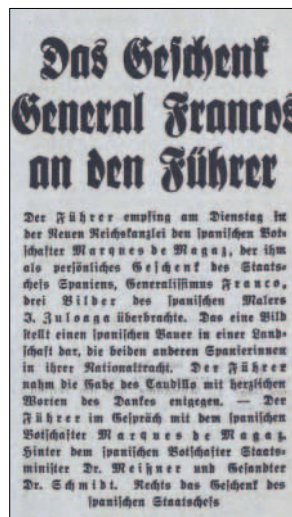 Das Geschenk
General Francos
an den Führer
Der Führer empfing am Dienstag in
der Neuen Reichskanzlei den spanischen Bot-
schafter Marques de Magaz, der ihm
als persönliches Geschenk des Staats-
chefs Spaniens, Generalissimus Franco,
drei Bilder des spanischen Malers
J. Zuloaga überbrachte. Das eine Bild
stellt einen spanischen Bauer in einer Land-
schaft dar, die beiden anderen Spanierinnen
in ihrer Nationaltracht. Der Führer
nahm die Gabe des Caudillo mit herzlichen
Worten des Dankes entgegen. — Der
Führer im Gespräch mit dem spanischen
Botschafter Marques de Magaz.
Hinter dem spanischen Botschafter Staats-
minister Dr. Meißner und Gesandter
Dr. Schmidt. Rechts das Geschenk des
spanischen Staatschefs